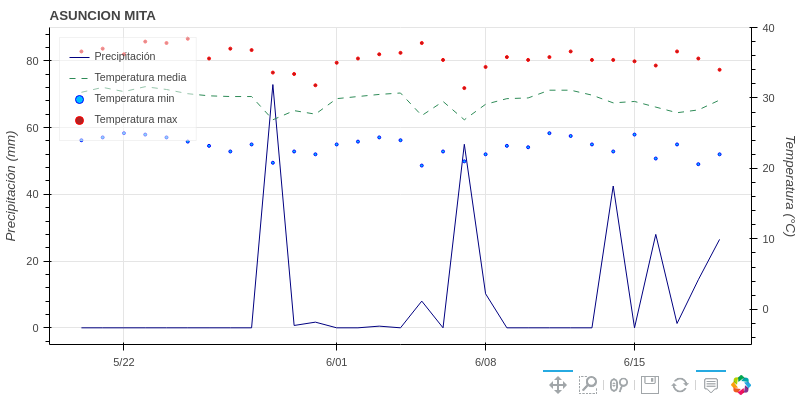 ASUNCION MITA
Precipitación
Temperatura media
Temperatura min
Temperatura max
Precipitación (mm)
80
60
40
20
0
Temperatura (°C)
40
30
20
10
0
5/22
6/01
6/08
6/15